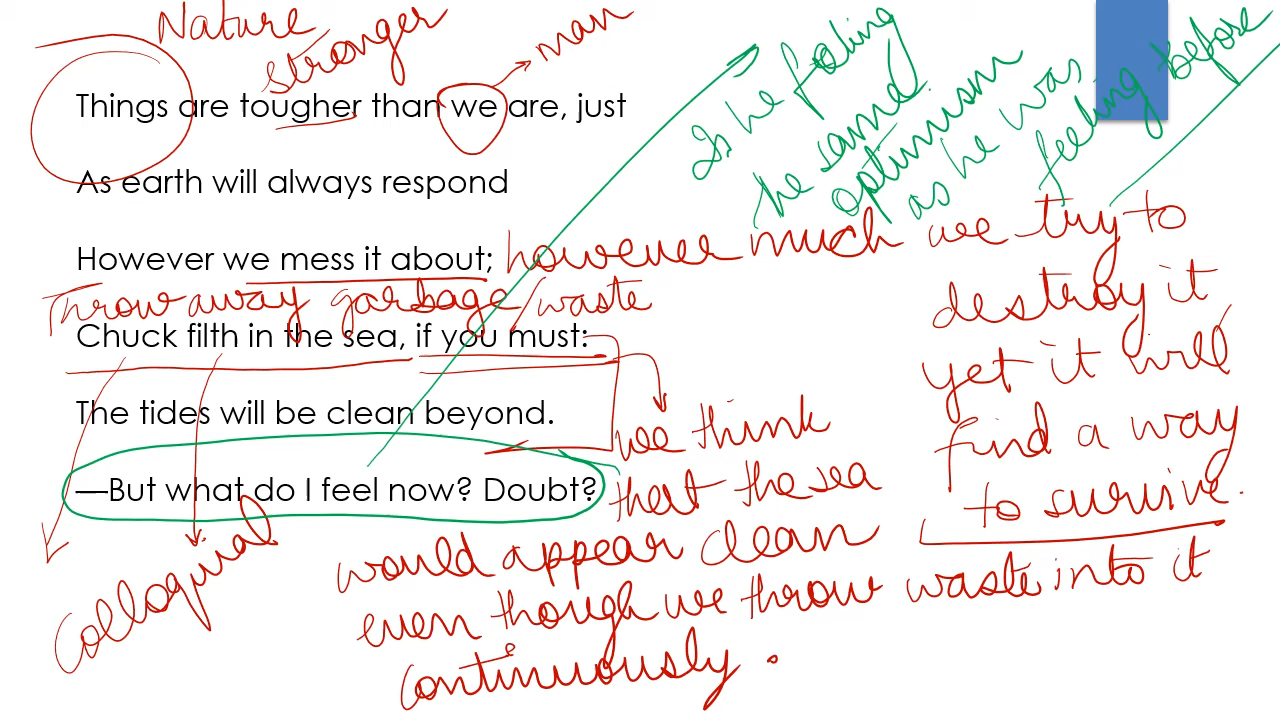 Nature
stronger
man
Things are tougher than we are, just
As earth will always respond
However we mess it about;
however much we try to
destroy it
yet it will
find a way
to survive.
Throw away garbage/waste
Chuck filth in the sea, if you must:
The tides will be clean beyond.
—But what do I feel now? Doubt?
we think
that the sea
would appear clean
even though we throw waste into it
continuously.
Colloquial
Is he feeling
the same
optimism
as he was
feeling before